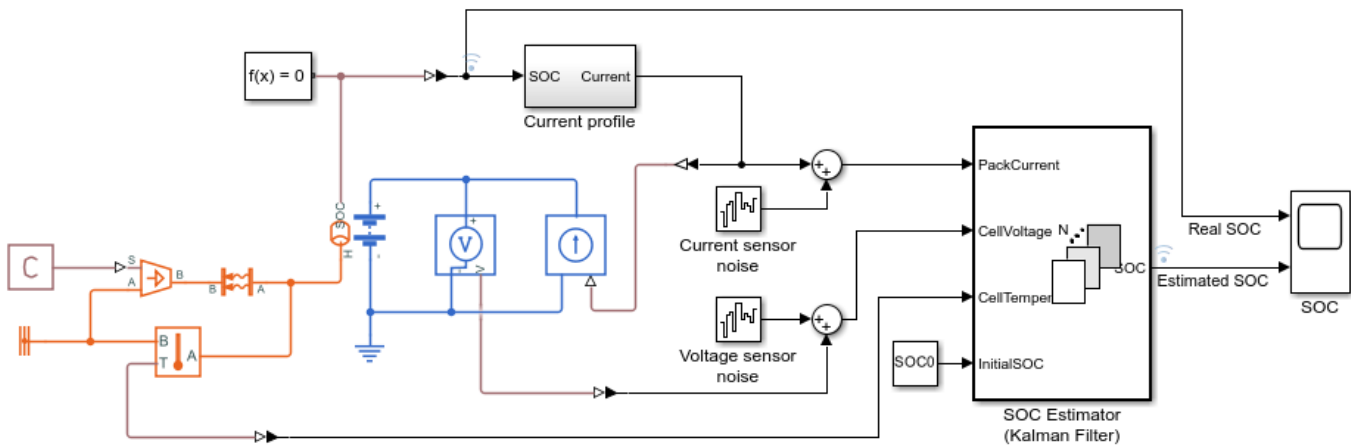 f(x) = 0
SOC
Current
Current profile
PackCurrent
Current sensor
noise
CellVoltage
N
SOC
Real SOC
Estimated SOC
SOC
CellTemper
Voltage sensor
noise
SOC0
InitialSOC
SOC Estimator
(Kalman Filter)
SOC
H
+
-
+
V
-
V
C
S
A
B
B
A
B
T
A
+
+
+
+